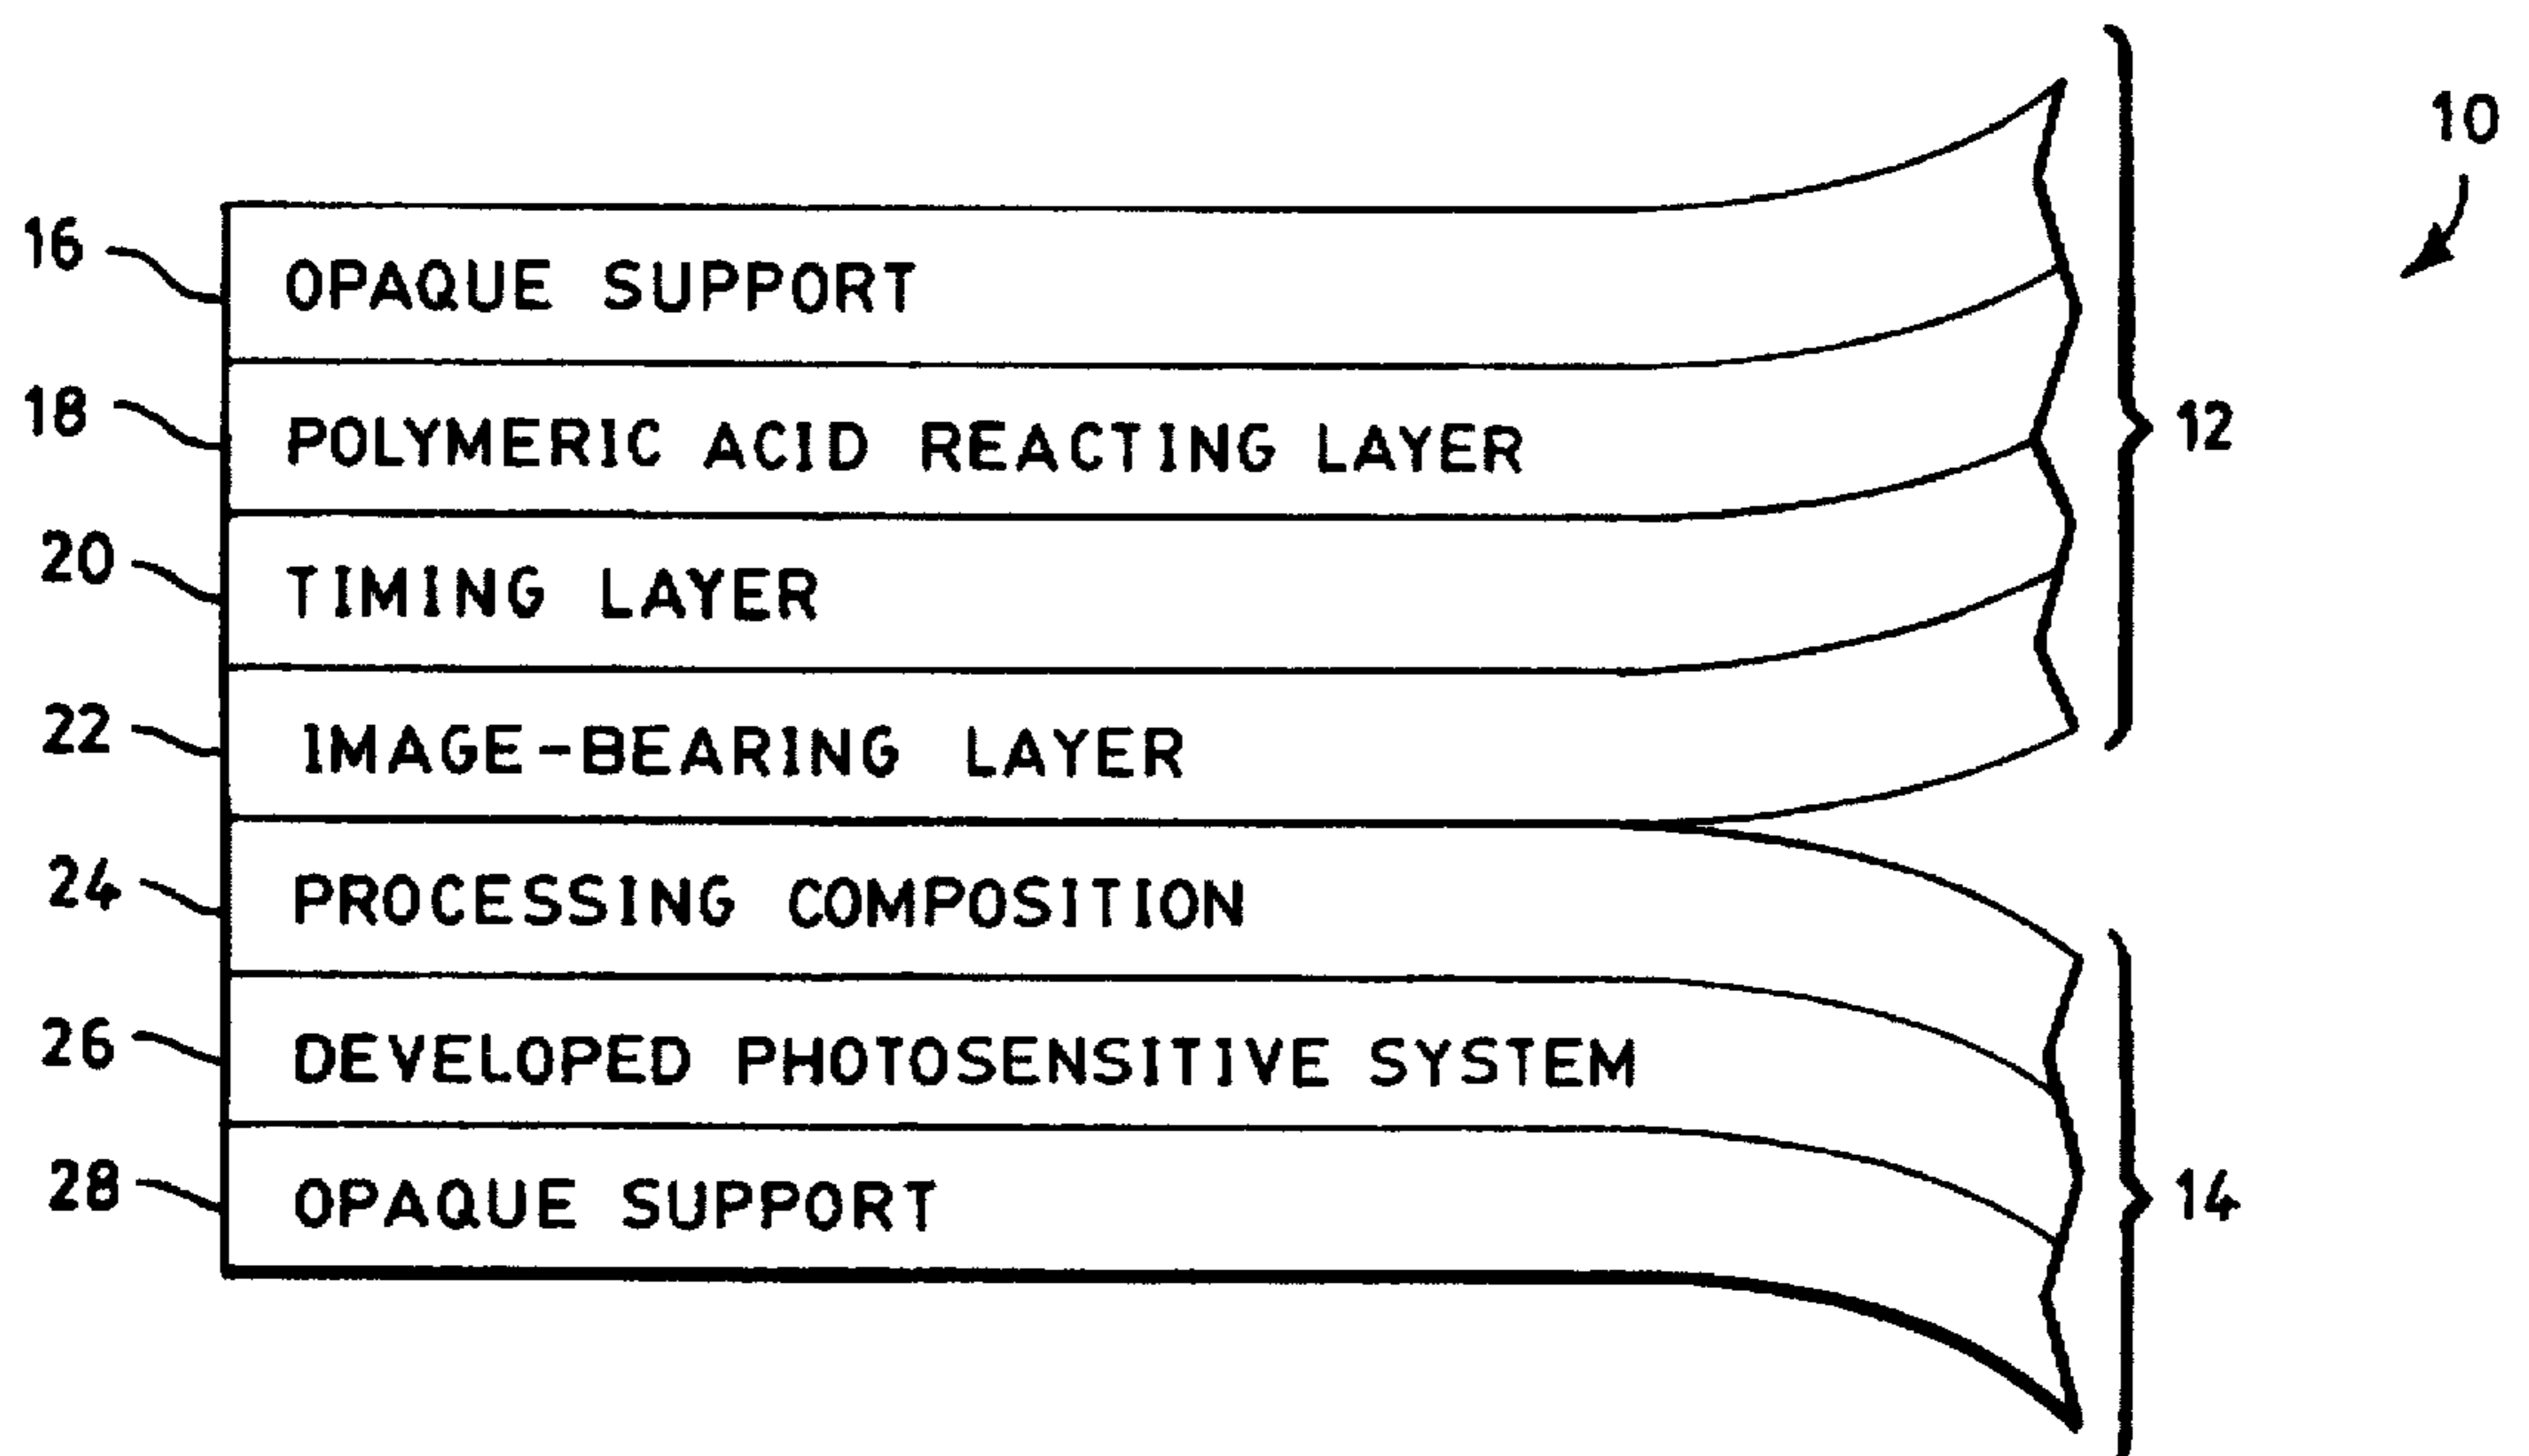 10
16 OPAQUE SUPPORT
18 POLYMERIC ACID REACTING LAYER
12
20 TIMING LAYER
22 IMAGE-BEARING LAYER
24 PROCESSING COMPOSITION
26 DEVELOPED PHOTOSENSITIVE SYSTEM
28 OPAQUE SUPPORT
14